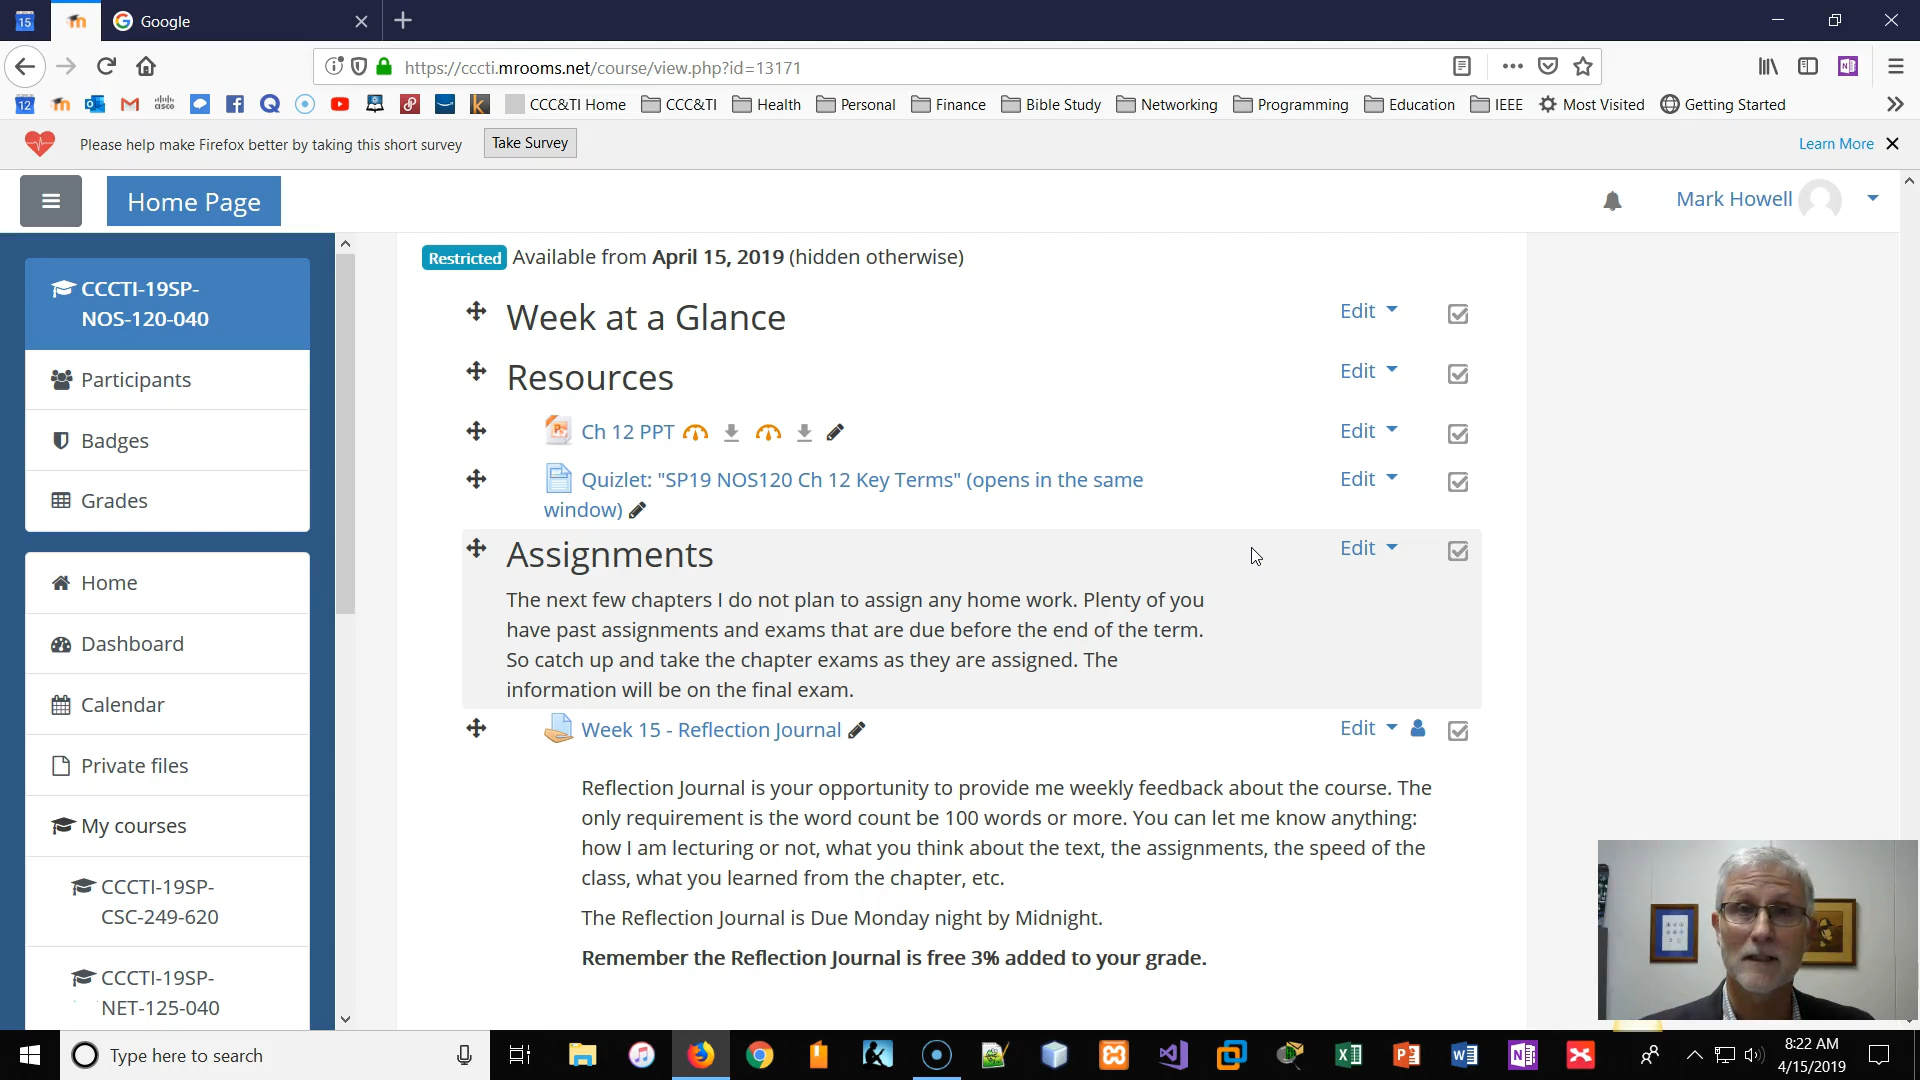 15
Google
https://cccti.mrooms.net/course/view.php?id=13171
12
CCC&TI Home
CCC&TI
Health
Personal
Finance
Bible Study
Networking
Programming
Education
IEEE
Most Visited
Getting Started
Please help make Firefox better by taking this short survey
Take Survey
Learn More
Home Page
Mark Howell
CCCTI-19SP-
NOS-120-040
Participants
Badges
Grades
Home
Dashboard
Calendar
Private files
My courses
CCCTI-19SP-
CSC-249-620
CCCTI-19SP-
NET-125-040
Restricted Available from April 15, 2019 (hidden otherwise)
Week at a Glance
Edit
Resources
Edit
Ch 12 PPT
Edit
Quizlet: "SP19 NOS120 Ch 12 Key Terms" (opens in the same
window)
Edit
Assignments
Edit
The next few chapters I do not plan to assign any home work. Plenty of you
have past assignments and exams that are due before the end of the term.
So catch up and take the chapter exams as they are assigned. The
information will be on the final exam.
Week 15 - Reflection Journal
Edit
Reflection Journal is your opportunity to provide me weekly feedback about the course. The
only requirement is the word count be 100 words or more. You can let me know anything:
how I am lecturing or not, what you think about the text, the assignments, the speed of the
class, what you learned from the chapter, etc.
The Reflection Journal is Due Monday night by Midnight.
Remember the Reflection Journal is free 3% added to your grade.
Type here to search
8:22 AM
4/15/2019